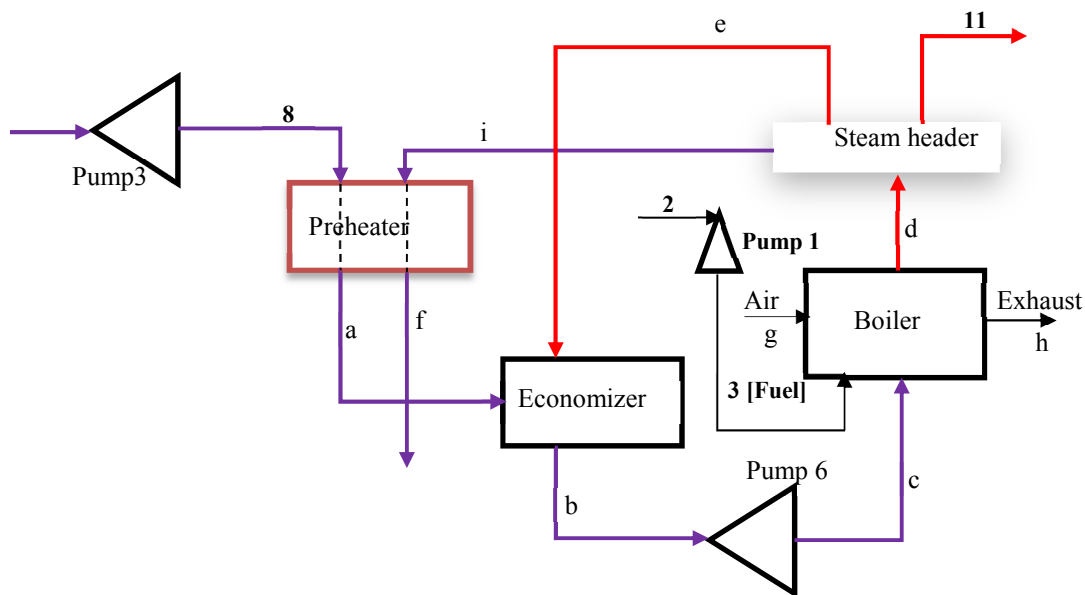 e
11
8
i
Steam header
Pump3
2
Preheater
Pump 1
d
Air
Exhaust
a
f
Boiler
g
h
3 [Fuel]
Economizer
Pump 6
b
c